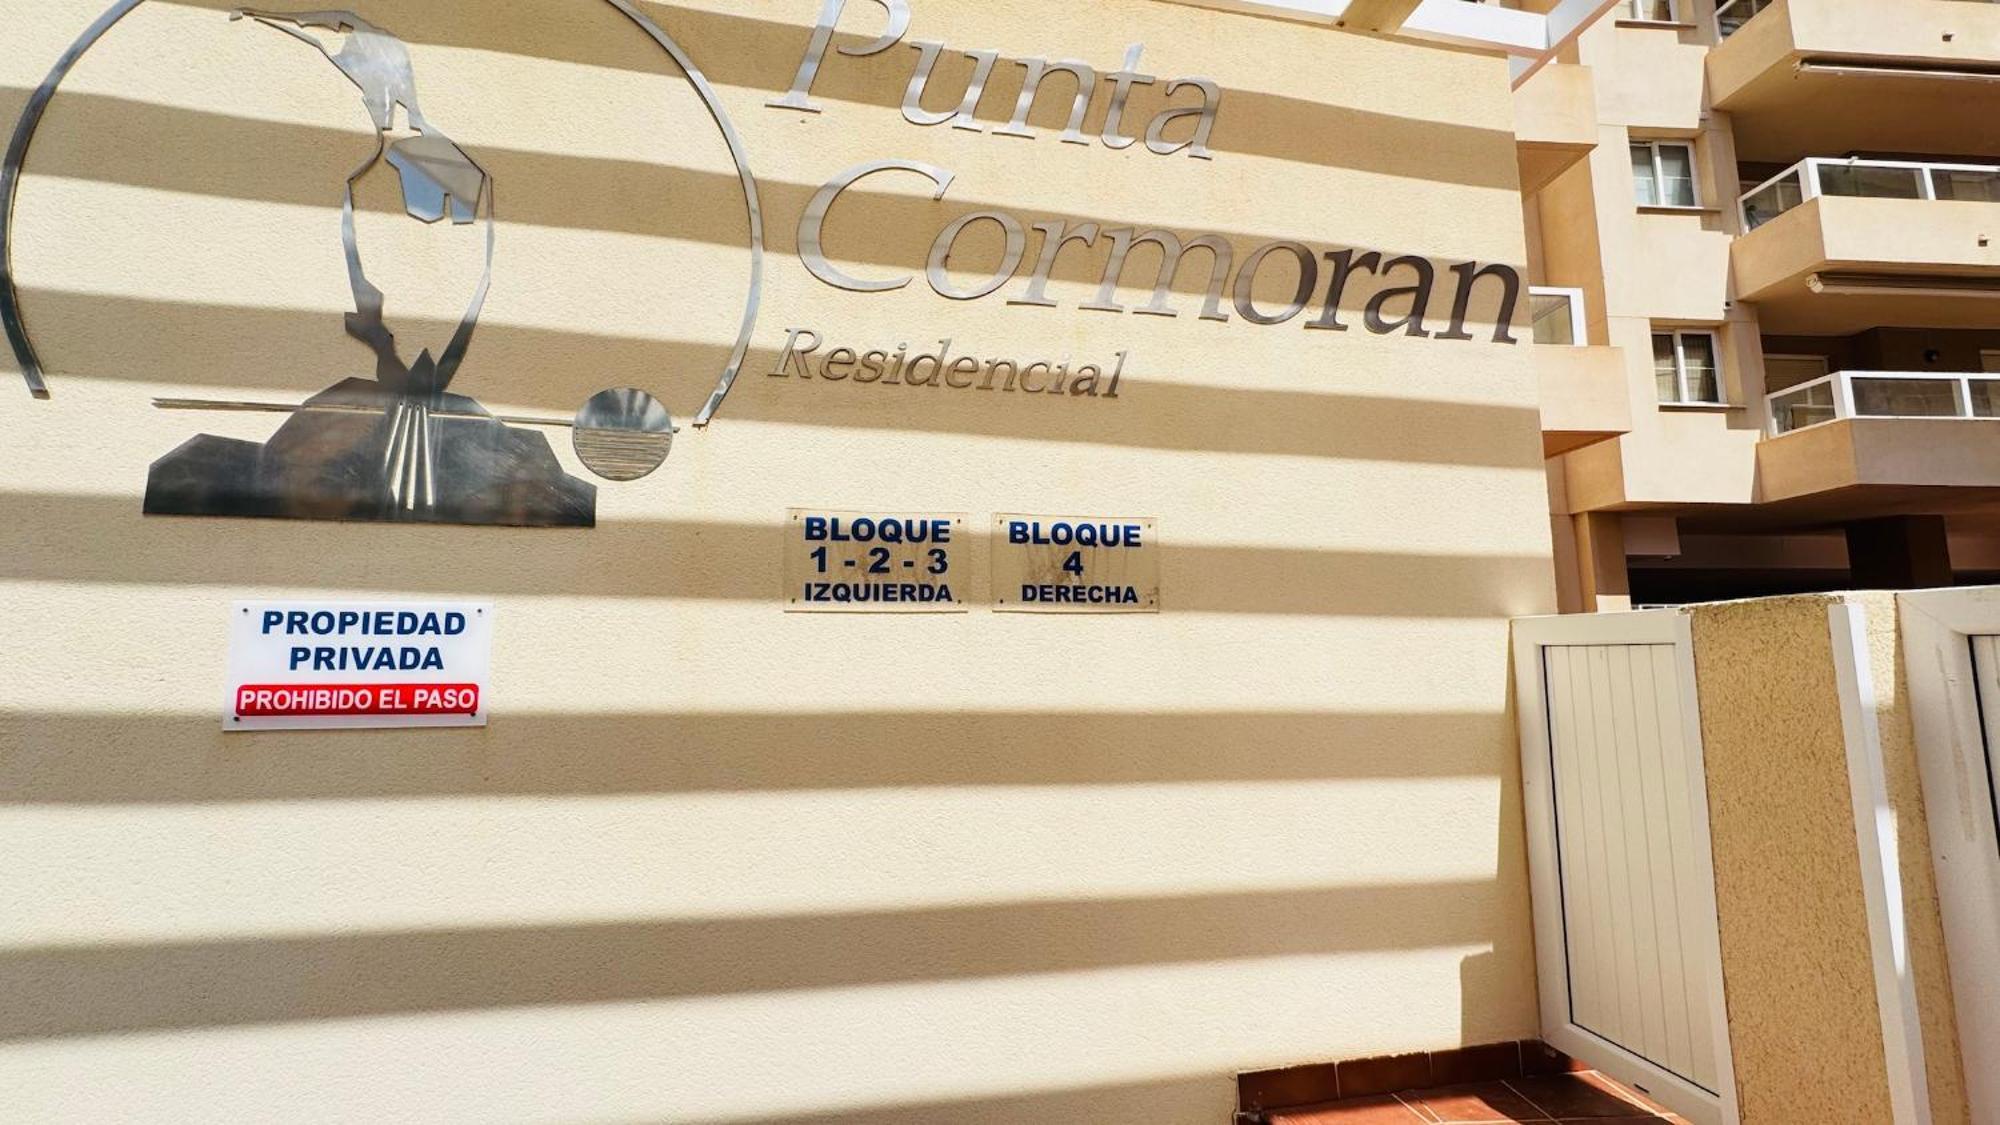 Punta
Cormoran
Residencial
BLOQUE
1 - 2 - 3
IZQUIERDA
BLOQUE
4
DERECHA
PROPIEDAD
PRIVADA
PROHIBIDO EL PASO